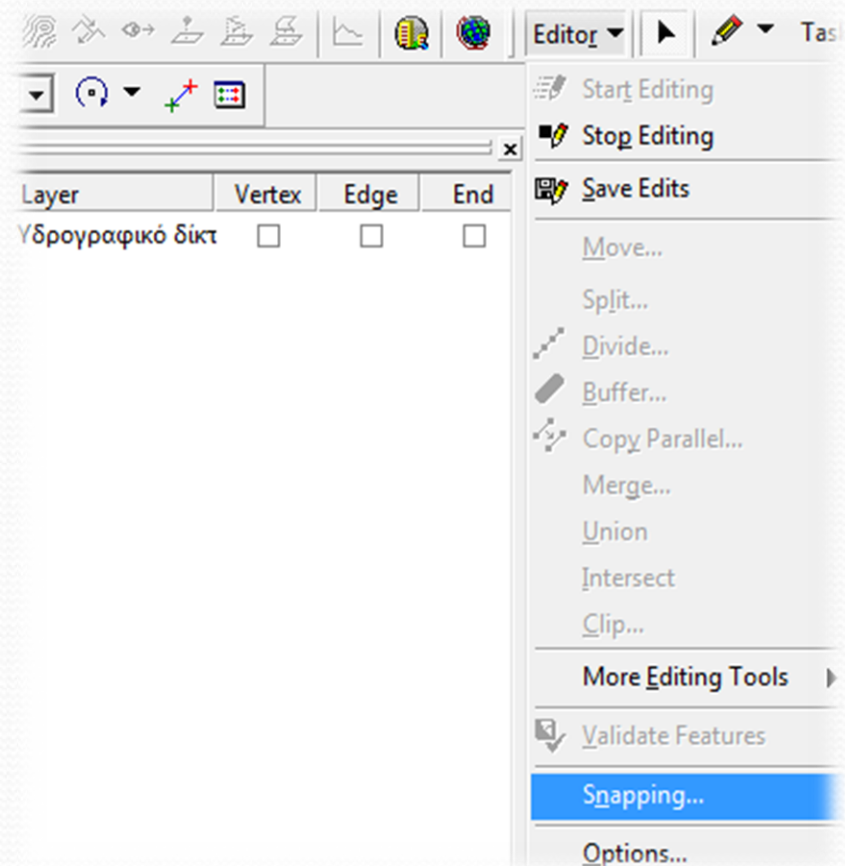 Editor
Layer Vertex Edge End
Υδρογραφικό δίκτ
Start Editing
Stop Editing
Save Edits
Move...
Split...
Divide...
Buffer...
Copy Parallel...
Merge...
Union
Intersect
Clip...
More Editing Tools
Validate Features
Snapping...
Options...